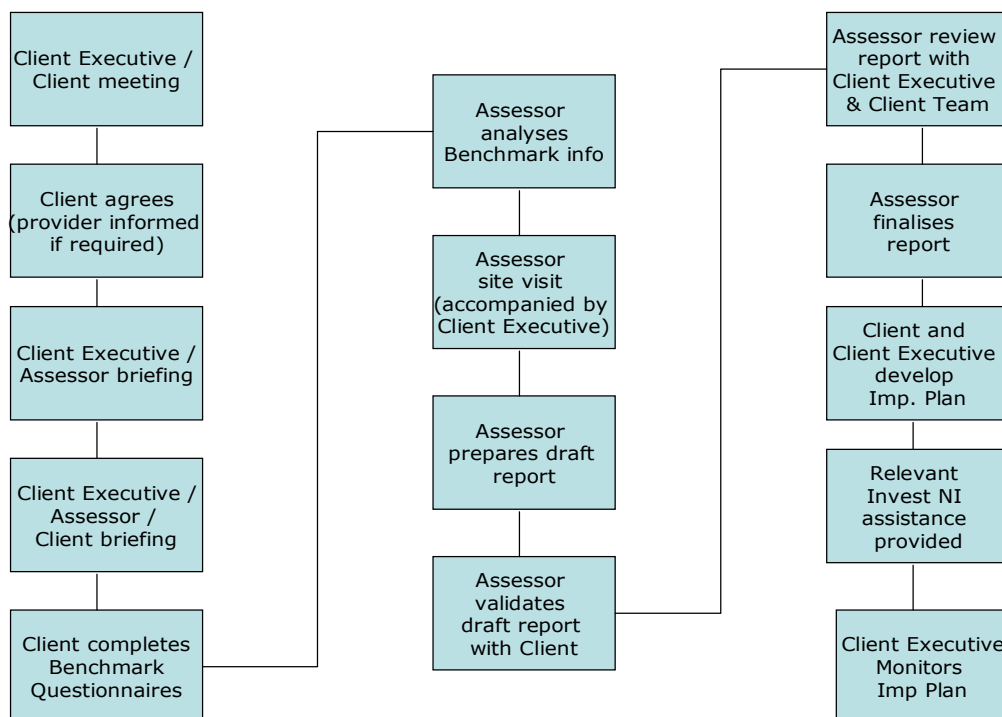 Client Executive /
Client meeting
Client agrees
(provider informed
if required)
Client Executive /
Assessor briefing
Client Executive /
Assessor /
Client briefing
Client completes
Benchmark
Questionnaires
Assessor
analyses
Benchmark info
Assessor
site visit
(accompanied by
Client Executive)
Assessor
prepares draft
report
Assessor
validates
draft report
with Client
Assessor review
report with
Client Executive
& Client Team
Assessor
finalises
report
Client and
Client Executive
develop
Imp. Plan
Relevant
Invest NI
assistance
provided
Client Executive
Monitors
Imp Plan